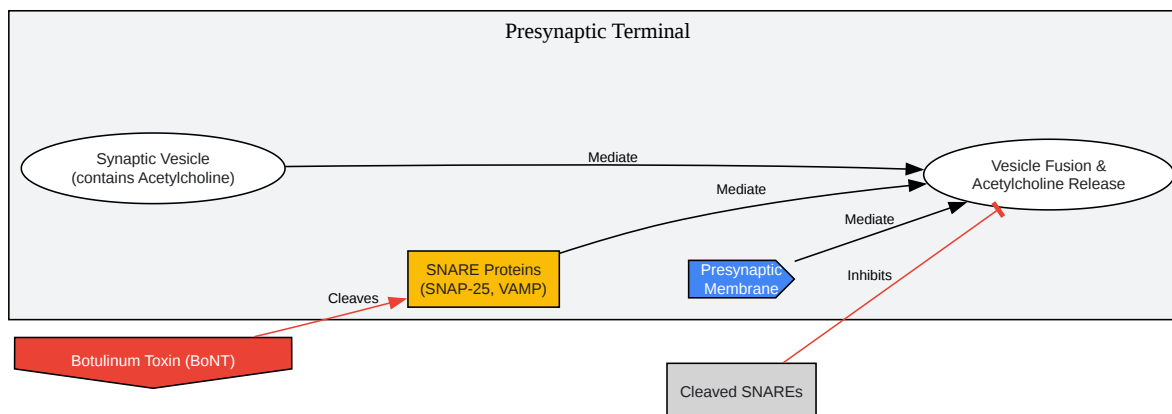 Presynaptic Terminal
Synaptic Vesicle
(contains Acetylcholine)
Mediate
Vesicle Fusion &
Acetylcholine Release
Mediate
Mediate
SNARE Proteins
(SNAP-25, VAMP)
Presynaptic
Membrane
Inhibits
Cleaves
Botulinum Toxin (BoNT)
Cleaved SNAREs